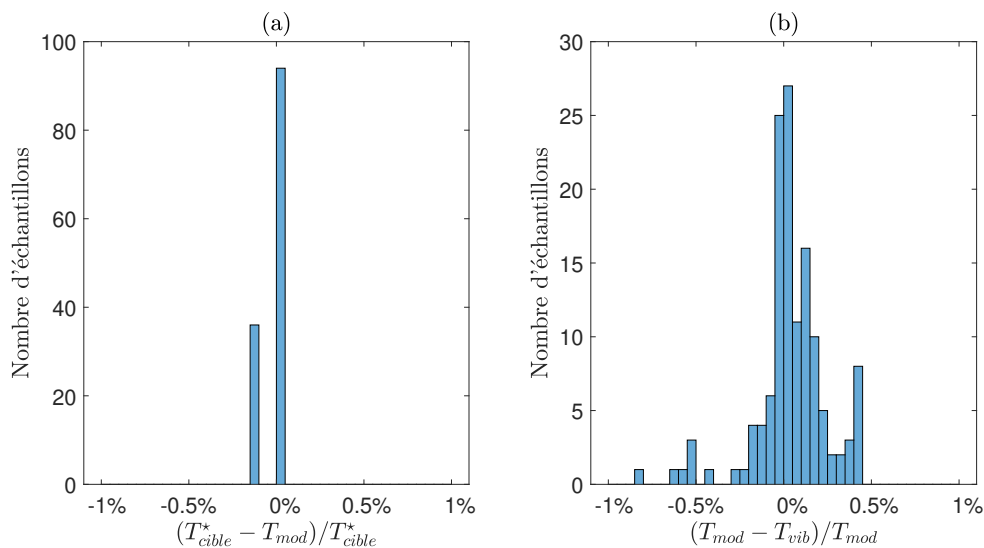 (a)
100
80
60
40
20
0
Nombre d'échantillons
-1% -0.5% 0% 0.5% 1%
(T*cible − Tmod)/T*cible
(b)
30
25
20
15
10
5
0
Nombre d'échantillons
-1% -0.5% 0% 0.5% 1%
(Tmod − Tvib)/Tmod